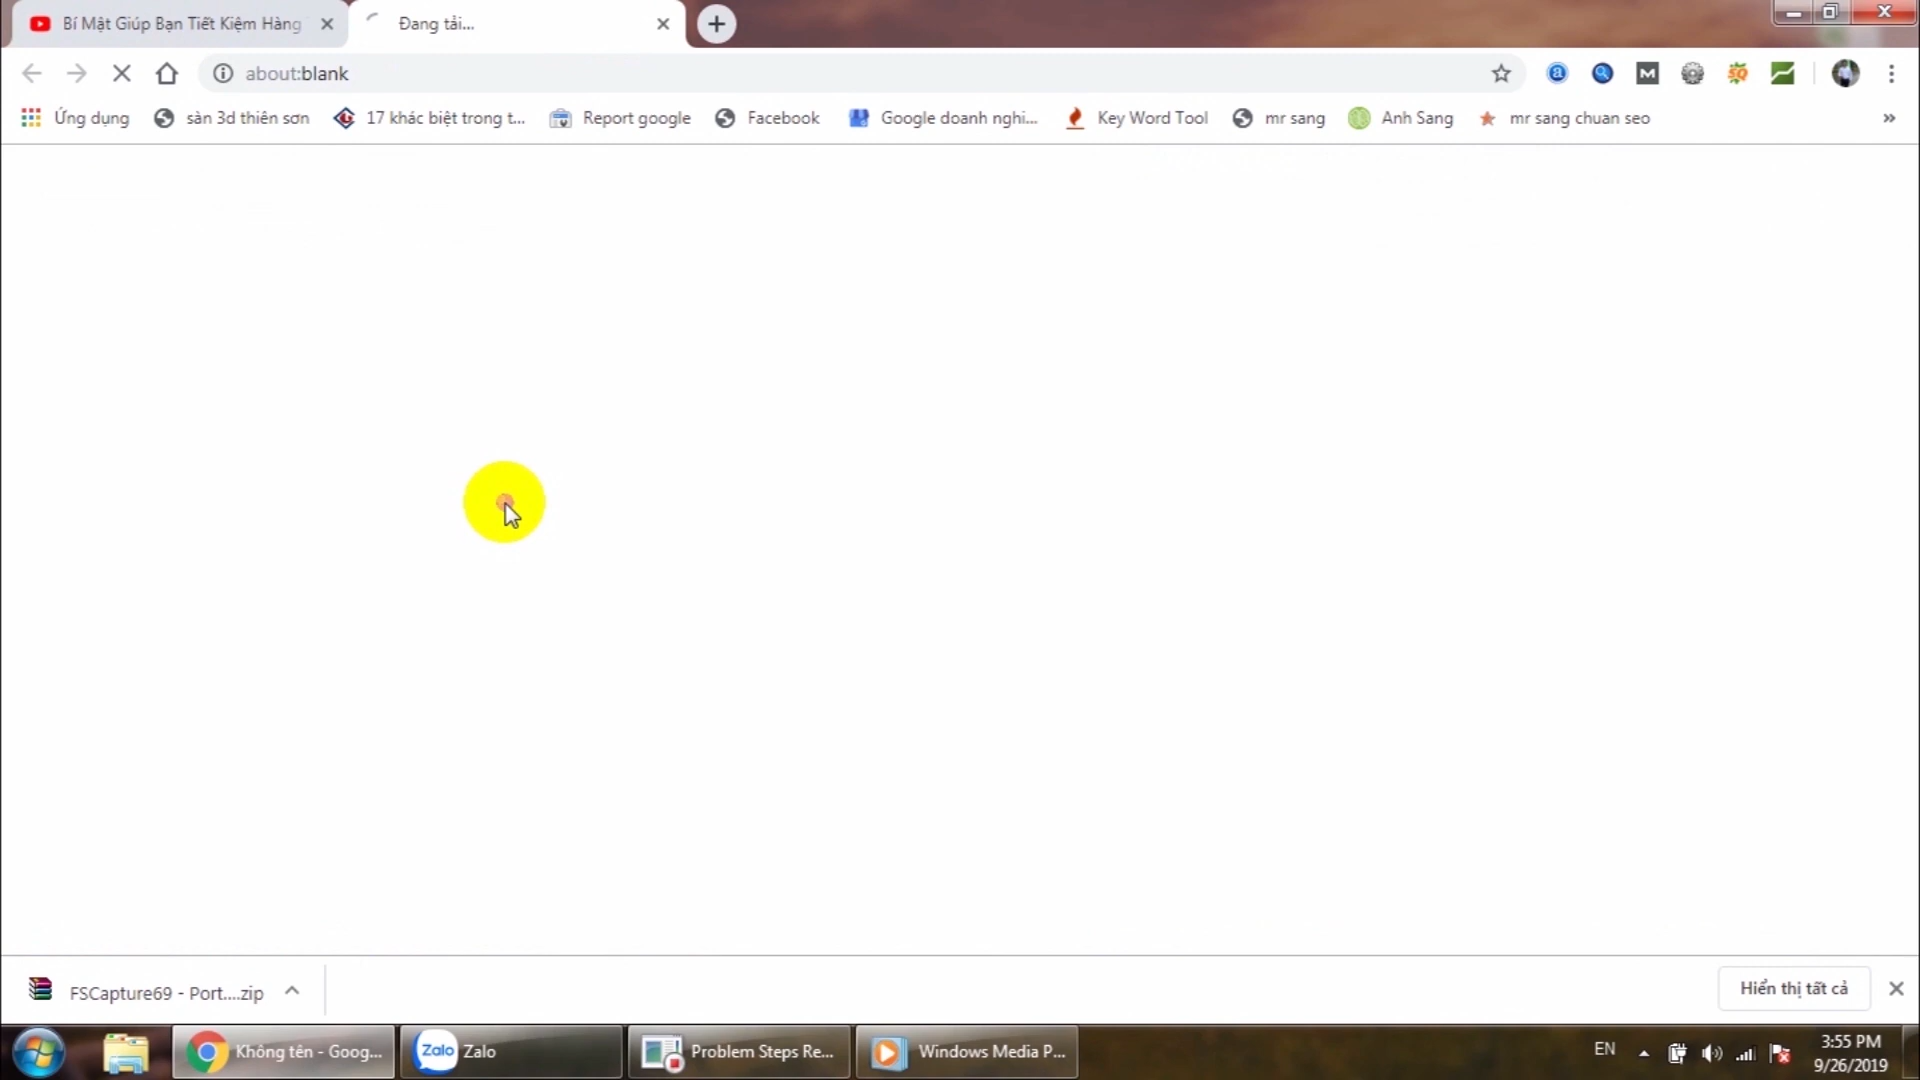 Bí Mật Giúp Bạn Tiết Kiệm Hàng
Đang tải...
about:blank
Ứng dụng
sàn 3d thiên sơn
17 khác biệt trong t...
Report google
Facebook
Google doanh nghi...
Key Word Tool
mr sang
Anh Sang
mr sang chuan seo
FSCapture69 - Port....zip
Hiển thị tất cả
Không tên - Goog...
Zalo
Zalo
Problem Steps Re...
Windows Media P...
EN
3:55 PM
9/26/2019